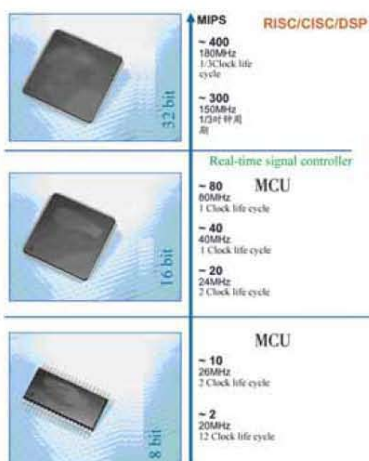 MIPS
RISC/CISC/DSP
~ 400
180MHz
1/3Clock life
cycle
~ 300
150MHz
1/3时钟周
期
32 bit
Real-time signal controller
~ 80
MCU
80MHz
1 Clock life cycle
~ 40
40MHz
1 Clock life cycle
~ 20
24MHz
2 Clock life cycle
16 bit
MCU
~ 10
26MHz
2 Clock life cycle
~ 2
20MHz
12 Clock life cycle
8 bit